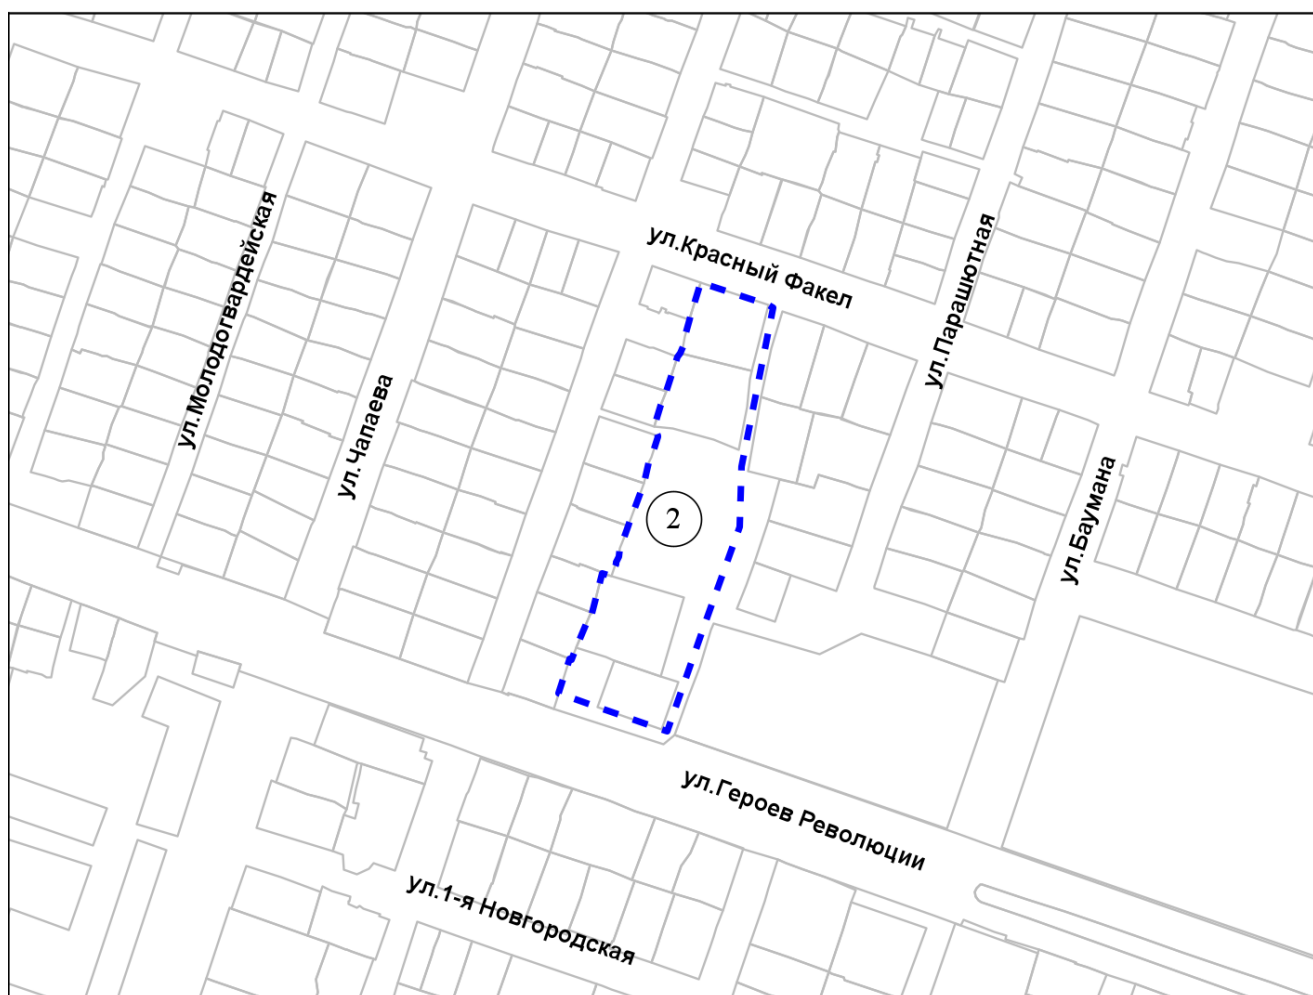 ул.Молодогвардейская
ул.Красный Факел
ул.Парашютная
ул.Чапаева
ул.Баумана
2
ул.Героев Революции
ул.1-я Новгородская